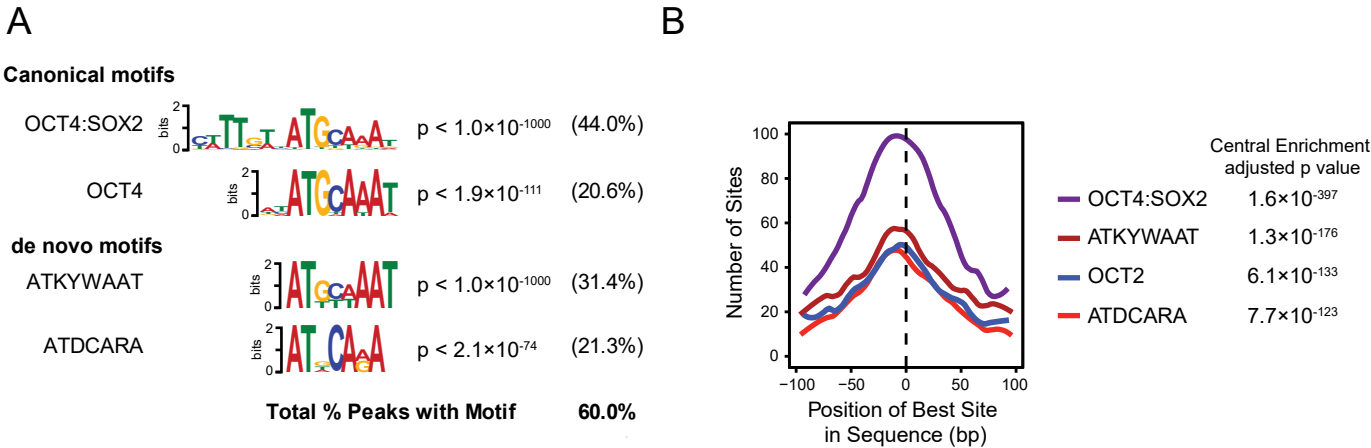 A
Canonical motifs
OCT4:SOX2 bits 2 0 p < 1.0×10-1000 (44.0%)
OCT4 bits 2 0 p < 1.9×10-111 (20.6%)
de novo motifs
ATKYWAAT bits 2 0 p < 1.0×10-1000 (31.4%)
ATDCARA bits 2 0 p < 2.1×10-74 (21.3%)
Total % Peaks with Motif 60.0%
B
Number of Sites
100
80
60
40
20
0
−100 −50 0 50 100
Position of Best Site
in Sequence (bp)
Central Enrichment
adjusted p value
OCT4:SOX2 1.6×10-397
ATKYWAAT 1.3×10-176
OCT2 6.1×10-133
ATDCARA 7.7×10-123